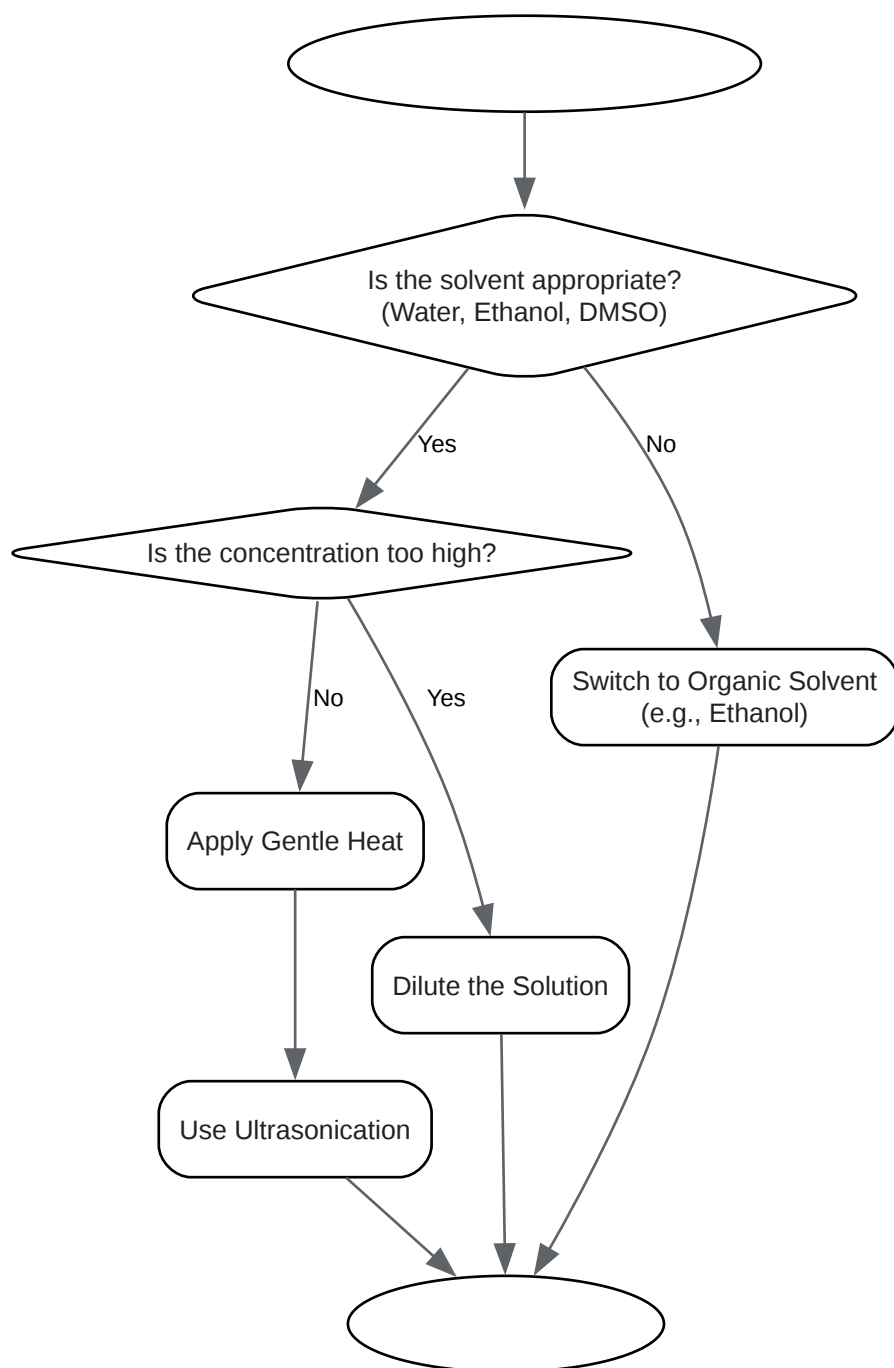 Is the solvent appropriate?
(Water, Ethanol, DMSO)
Yes
No
Is the concentration too high?
No
Yes
Switch to Organic Solvent
(e.g., Ethanol)
Apply Gentle Heat
Dilute the Solution
Use Ultrasonication